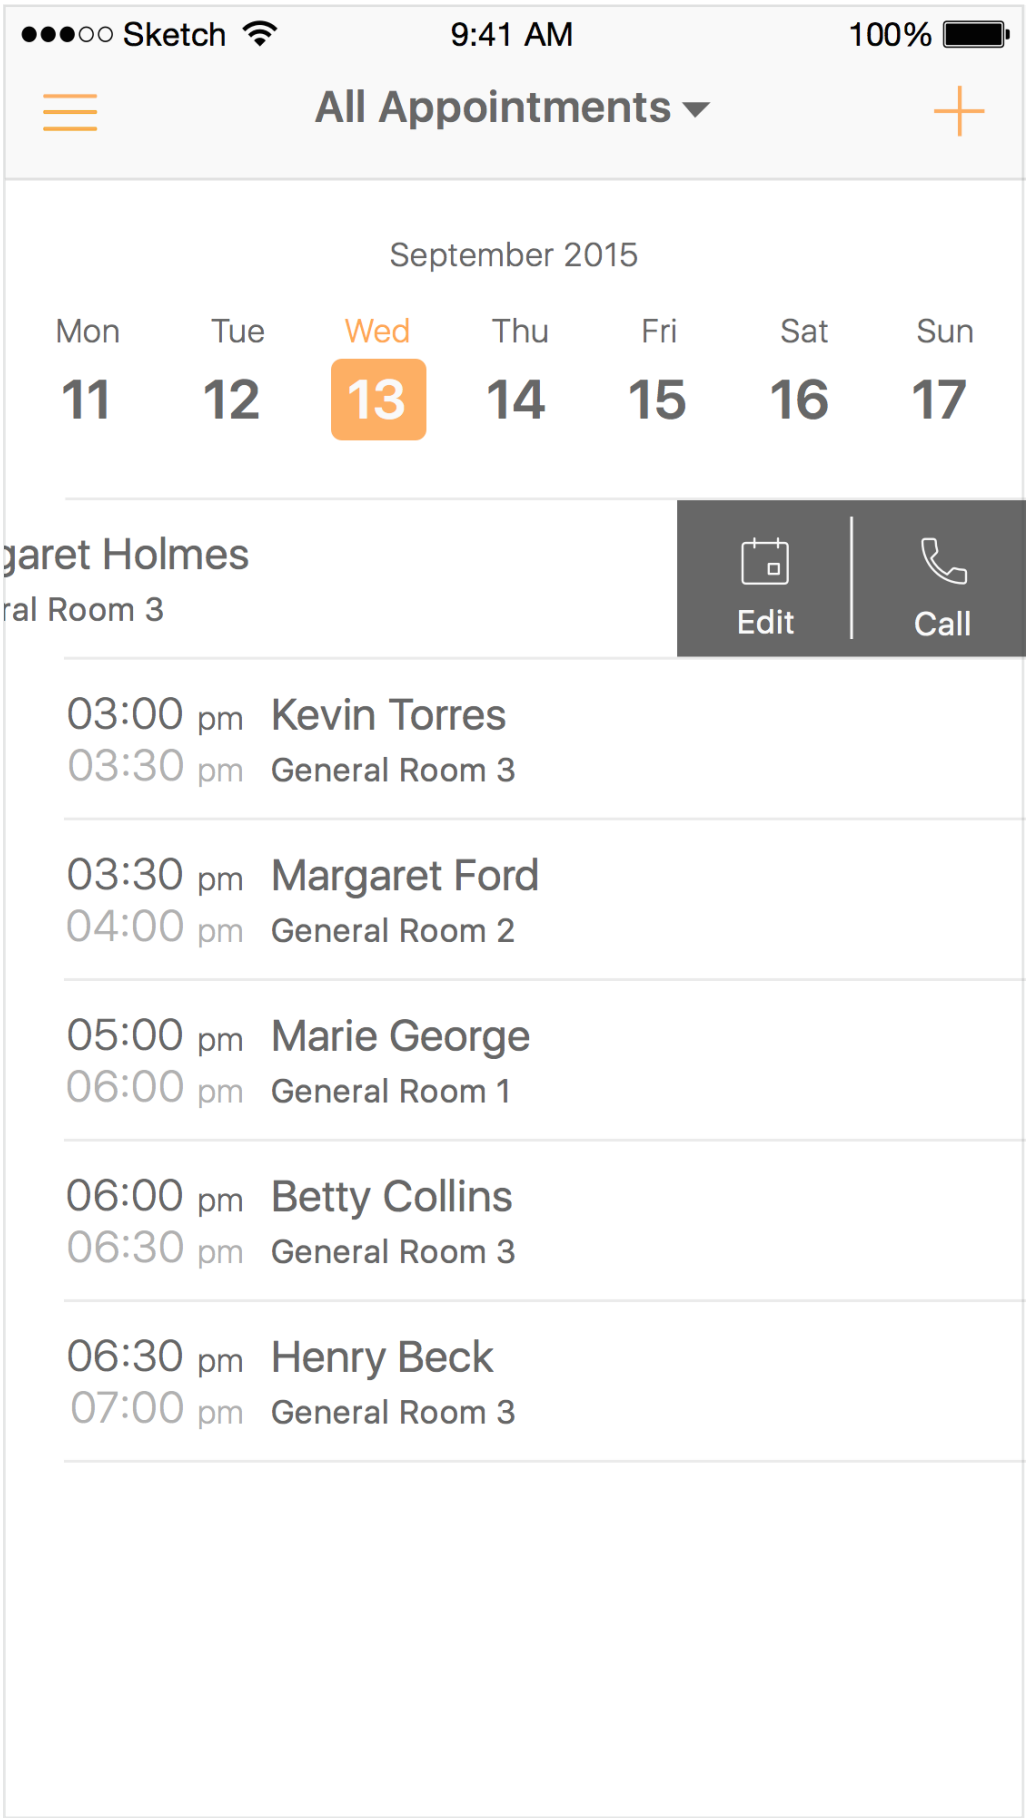 Sketch 9:41 AM 100%
All Appointments
September 2015
Mon Tue Wed Thu Fri Sat Sun
11 12 13 14 15 16 17
garet Holmes
ral Room 3
Edit Call
03:00 pm Kevin Torres
03:30 pm General Room 3
03:30 pm Margaret Ford
04:00 pm General Room 2
05:00 pm Marie George
06:00 pm General Room 1
06:00 pm Betty Collins
06:30 pm General Room 3
06:30 pm Henry Beck
07:00 pm General Room 3